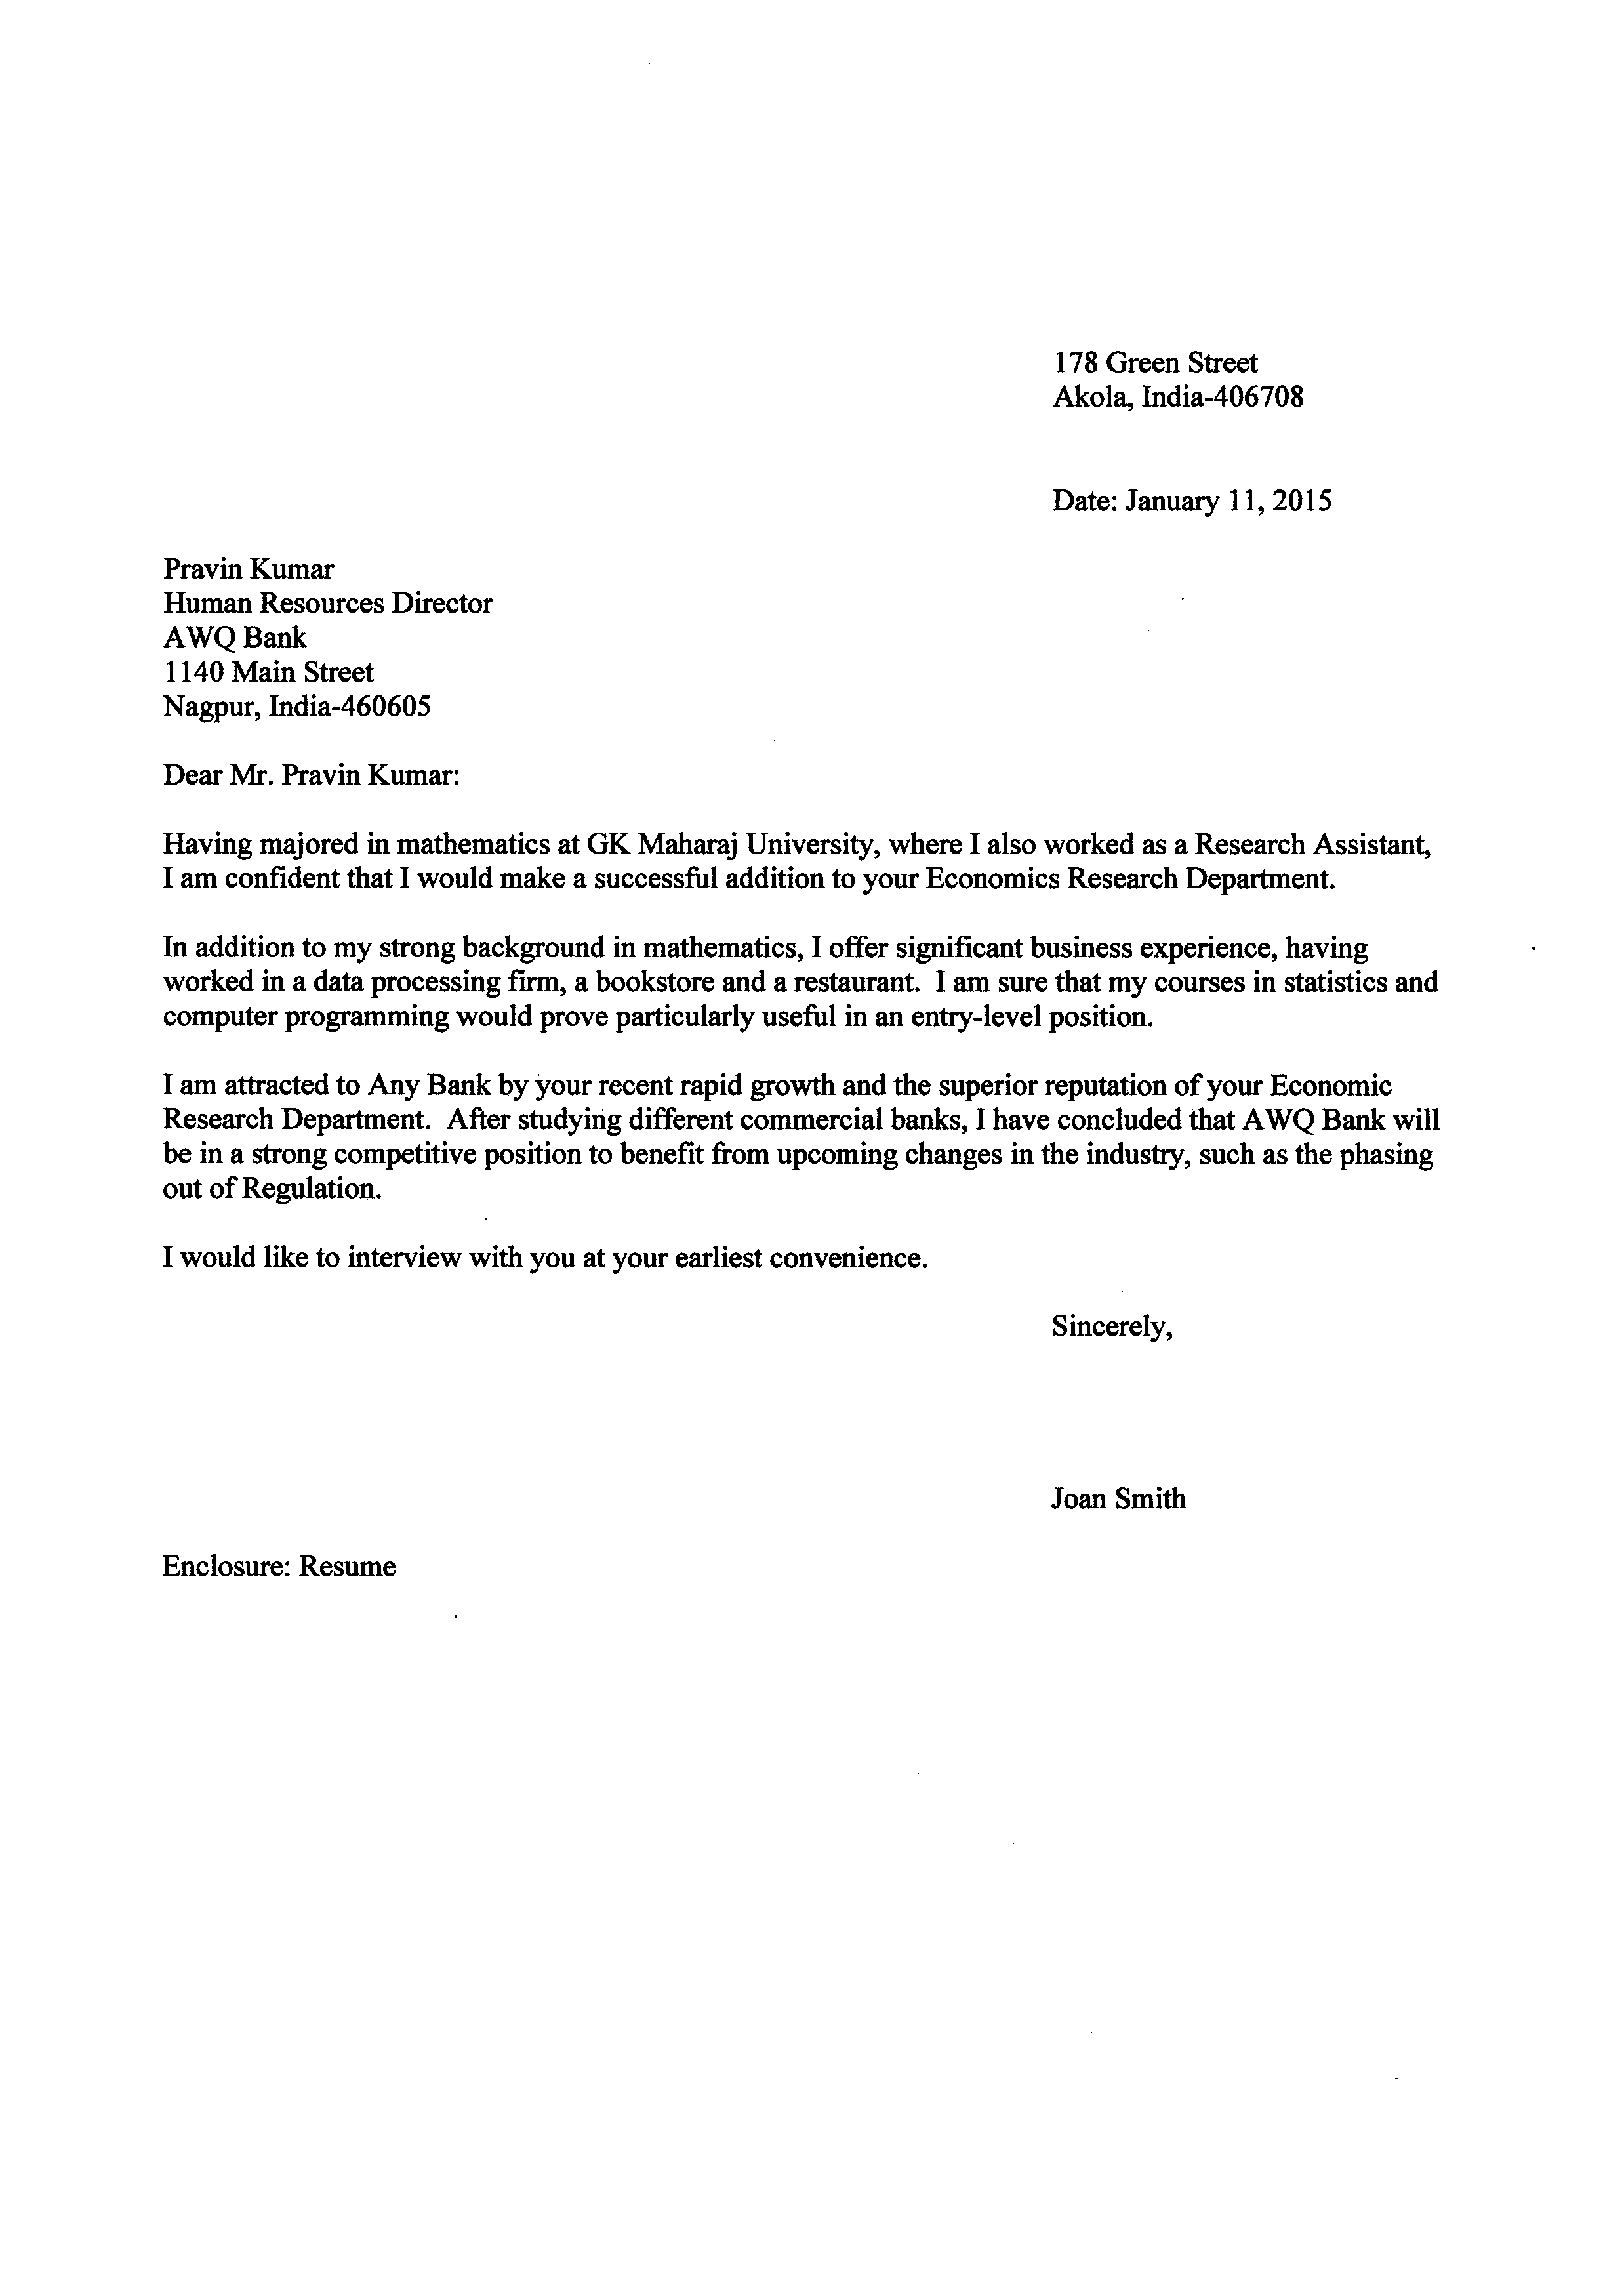 178 Green Street
Akola, India-406708
Date: January 11, 2015
Pravin Kumar
Human Resources Director
AWQ Bank
1140 Main Street
Nagpur, India-460605
Dear Mr. Pravin Kumar:
Having majored in mathematics at GK Maharaj University, where I also worked as a Research Assistant,
I am confident that I would make a successful addition to your Economics Research Department.
In addition to my strong background in mathematics, I offer significant business experience, having
worked in a data processing firm, a bookstore and a restaurant.  I am sure that my courses in statistics and
computer programming would prove particularly useful in an entry-level position.
I am attracted to Any Bank by your recent rapid growth and the superior reputation of your Economic
Research Department.  After studying different commercial banks, I have concluded that AWQ Bank will
be in a strong competitive position to benefit from upcoming changes in the industry, such as the phasing
out of Regulation.
I would like to interview with you at your earliest convenience.
Sincerely,
Joan Smith
Enclosure: Resume